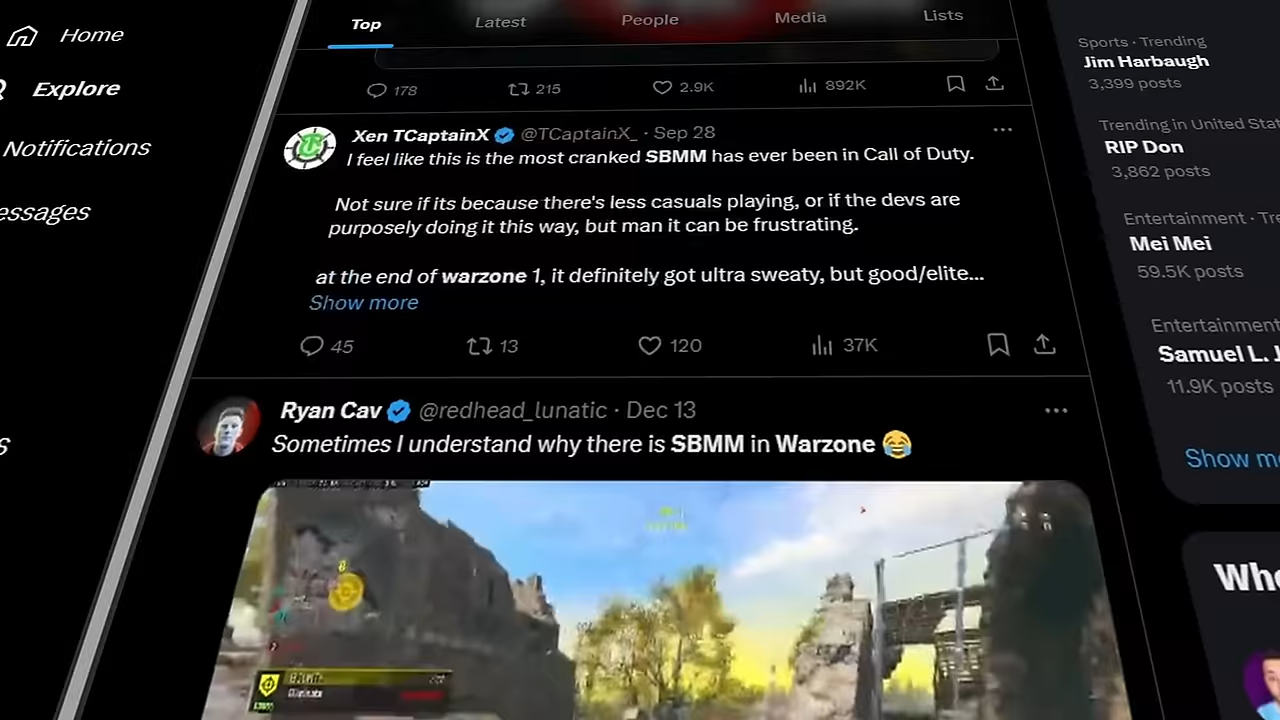 Home
Explore
Notifications
essages
s
Top
Latest
People
Media
Lists
178
215
2.9K
892K
Xen TCaptainX @TCaptainX_ · Sep 28
I feel like this is the most cranked SBMM has ever been in Call of Duty.
Not sure if its because there's less casuals playing, or if the devs are
purposely doing it this way, but man it can be frustrating.
at the end of warzone 1, it definitely got ultra sweaty, but good/elite...
Show more
45
13
120
37K
Ryan Cav @redhead_lunatic · Dec 13
Sometimes I understand why there is SBMM in Warzone 😂
Sports · Trending
Jim Harbaugh
3,399 posts
Trending in United Stat
RIP Don
3,862 posts
Entertainment · Tre
Mei Mei
59.5K posts
Entertainment
Samuel L. J
11.9K posts
Show mo
Who